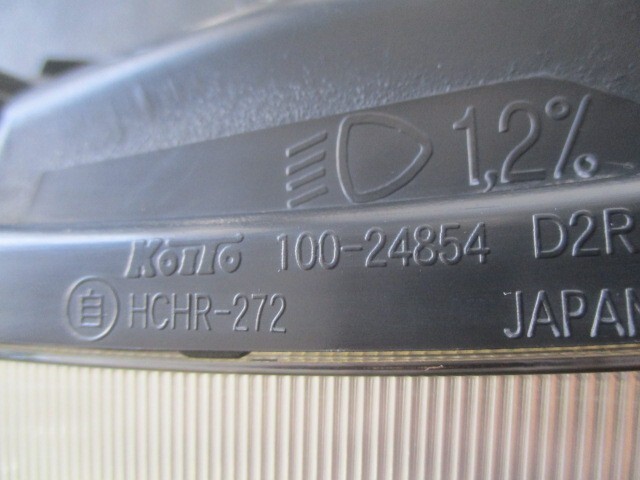 1,2%
KOITO 100-24854 D2R
自 HCHR-272 JAPAN